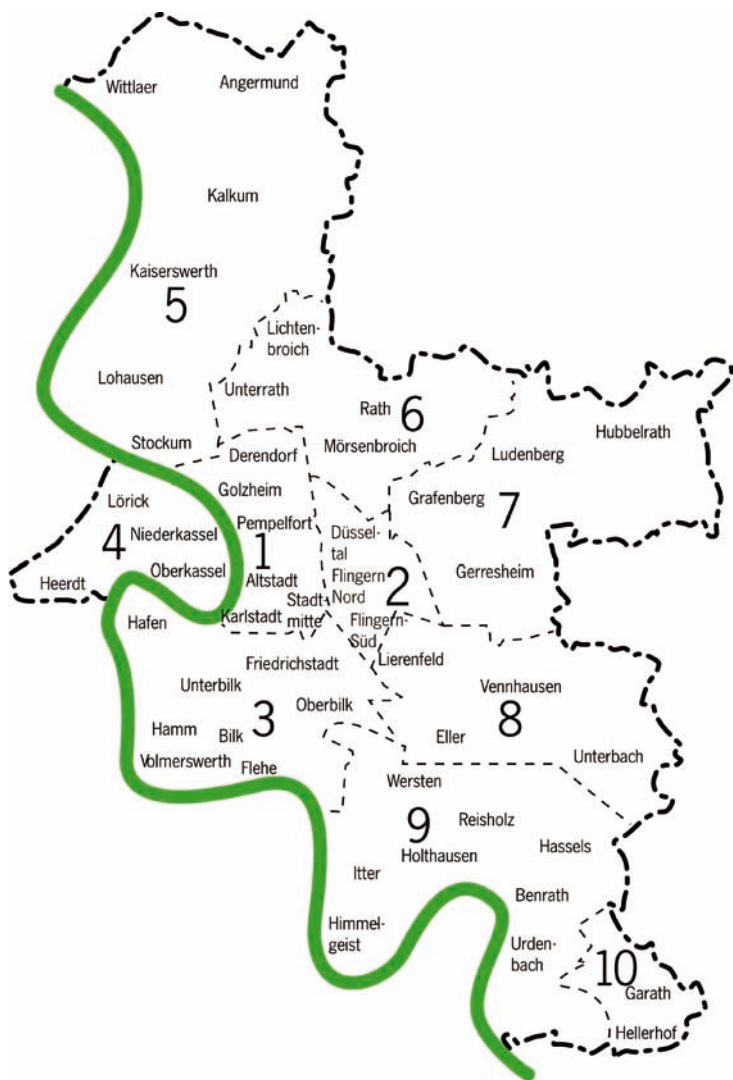 Wittlaer
Angermund
Kalkum
Kaiserswerth
5
Lichten-
broich
Lohausen
Unterrath
Rath
6
Hubbelrath
Stockum
Derendorf
Mörsenbroich
Ludenberg
Lörick
Golzheim
Grafenberg
7
4
Niederkassel
Pempelfort
1
Düssel-
tal
Heerdt
Oberkassel
Altstadt
Flingern
Nord
2
Gerresheim
Hafen
Karlstadt
Stadt-
mitte
Flingern-
Süd
Friedrichstadt
Lierenfeld
Unterbilk
3
Oberbilk
Vennhausen
8
Hamm
Bilk
Eller
Volmerswerth
Flehe
Unterbach
Wersten
9
Reisholz
Holthausen
Hassels
Itter
Benrath
Himmel-
geist
Urden-
bach
10
Garath
Hellerhof